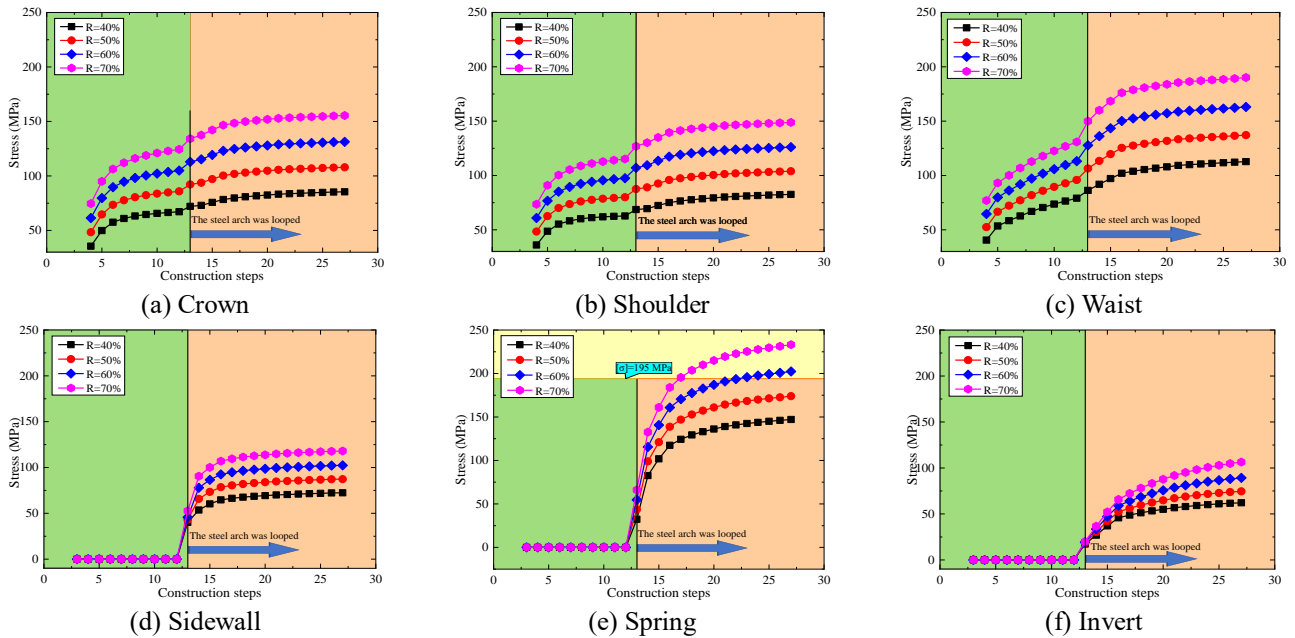 250
200
150
100
50
Stress (MPa)
R=40%
R=50%
R=60%
R=70%
The steel arch was looped
0 5 10 15 20 25 30
Construction steps
(a) Crown
250
200
150
100
50
Stress (MPa)
R=40%
R=50%
R=60%
R=70%
The steel arch was looped
0 5 10 15 20 25 30
Construction steps
(b) Shoulder
250
200
150
100
50
Stress (MPa)
R=40%
R=50%
R=60%
R=70%
The steel arch was looped
0 5 10 15 20 25 30
Construction steps
(c) Waist
250
200
150
100
50
0
Stress (MPa)
R=40%
R=50%
R=60%
R=70%
The steel arch was looped
0 5 10 15 20 25 30
Construction steps
(d) Sidewall
250
200
150
100
50
0
Stress (MPa)
R=40%
R=50%
R=60%
R=70%
[σ]=195 MPa
The steel arch was looped
0 5 10 15 20 25 30
Construction steps
(e) Spring
250
200
150
100
50
0
Stress (MPa)
R=40%
R=50%
R=60%
R=70%
The steel arch was looped
0 5 10 15 20 25 30
Construction steps
(f) Invert